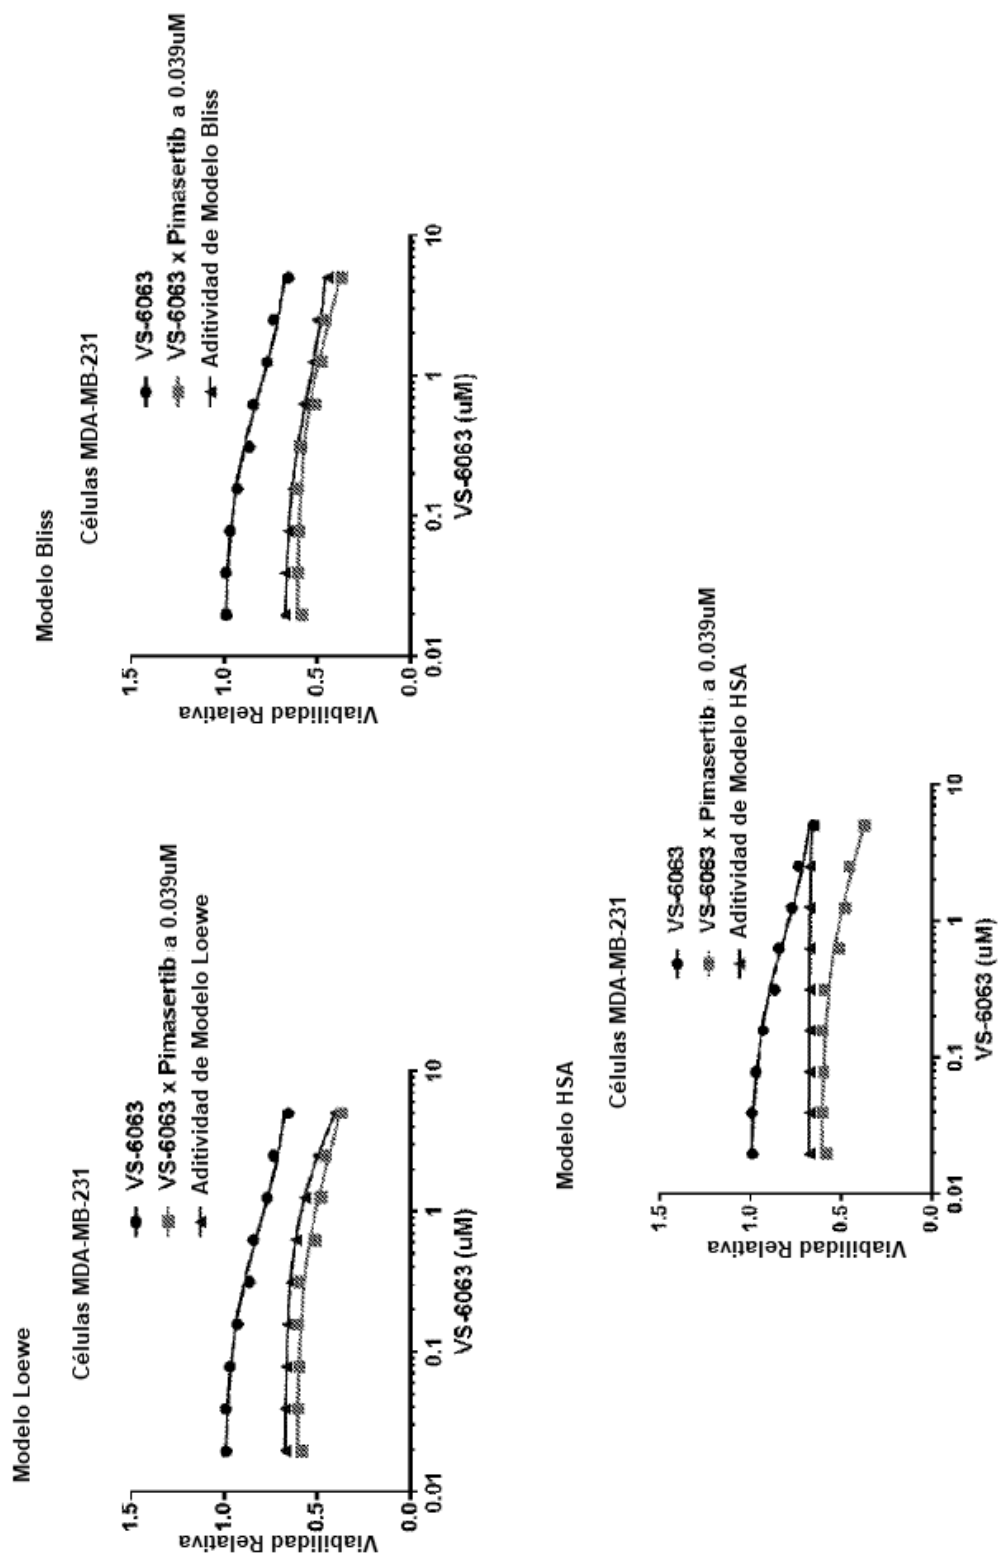 Modelo Loewe
Células MDA-MB-231
VS-6063
VS-6063 x Pimasertib a 0.039uM
Aditividad de Modelo Loewe
Viabilidad Relativa
1.5
1.0
0.5
0.0
0.01
0.1
1
10
VS-6063 (uM)
Modelo Bliss
Células MDA-MB-231
VS-6063
VS-6063 x Pimasertib a 0.039uM
Aditividad de Modelo Bliss
Viabilidad Relativa
1.5
1.0
0.5
0.0
0.01
0.1
1
10
VS-6063 (uM)
Modelo HSA
Células MDA-MB-231
VS-6063
VS-6063 x Pimasertib a 0.039uM
Aditividad de Modelo HSA
Viabilidad Relativa
1.5
1.0
0.5
0.0
0.01
0.1
1
10
VS-6063 (uM)